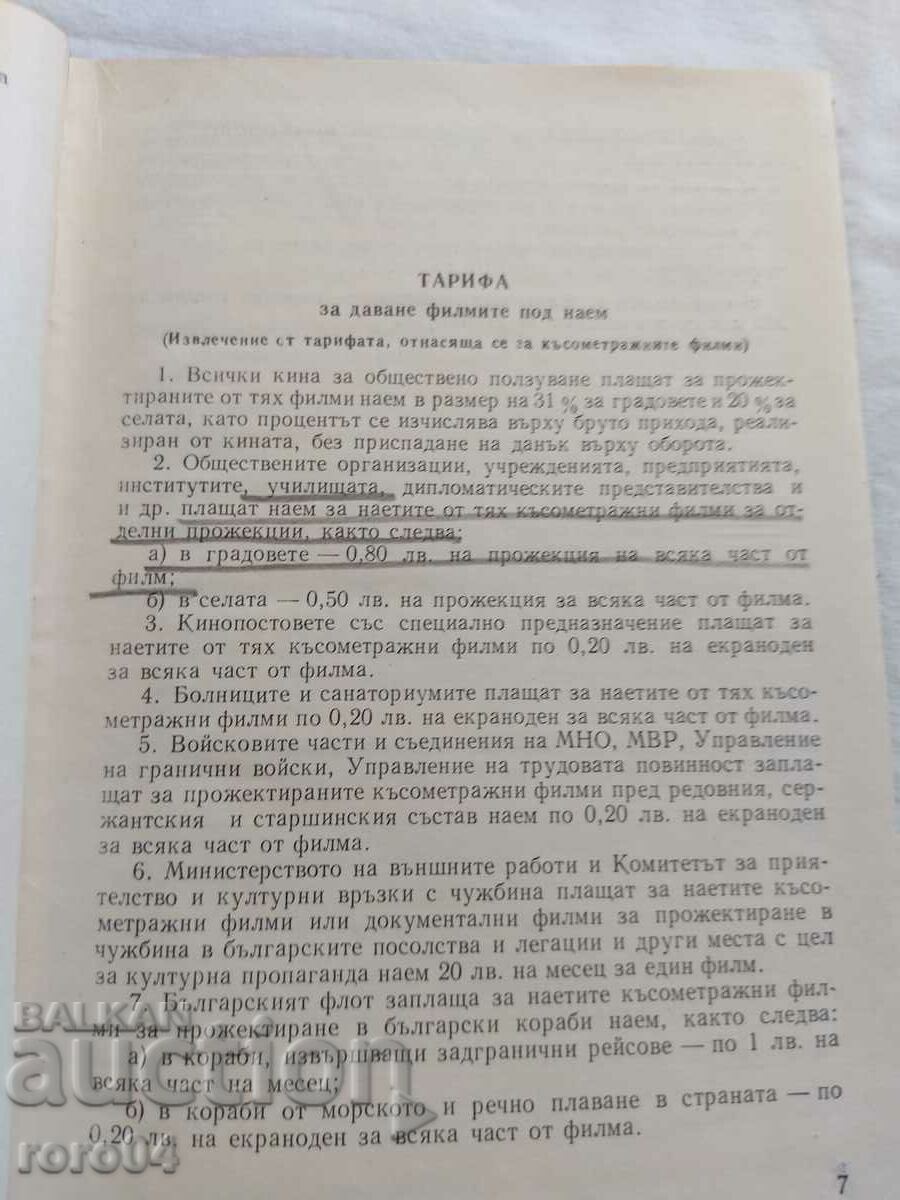 ТАРИФА
за даване филмите под наем
(Извлечение от тарифата, отнасяща се за късометражните филми)
1. Всички кина за обществено ползуване плащат за прожек-
тираните от тях филми наем в размер на 31 % за градовете и 20 % за
селата, като процентът се изчислява върху бруто прихода, реали-
зиран от кината, без приспадане на данък върху оборота.
2. Обществените организации, учрежденията, предприятията,
институтите, училищата, дипломатическите представителства и
и др. плащат наем за наетите от тях късометражни филми за от-
делни прожекции, както следва:
а) в градовете — 0,80 лв. на прожекция на всяка част от
филм;
б) в селата — 0,50 лв. на прожекция за всяка част от филма.
3. Кинопостовете със специално предназначение плащат за
наетите от тях късометражни филми по 0,20 лв. на екраноден
за всяка част от филма.
4. Болниците и санаториумите плащат за наетите от тях късо-
метражни филми по 0,20 лв. на екраноден за всяка част от филма.
5. Войсковите части и съединения на МНО, МВР, Управление
на гранични войски, Управление на трудовата повинност запла-
щат за прожектираните късометражни филми пред редовния, сер-
жантския и старшинския състав наем по 0,20 лв. на екраноден
за всяка част от филма.
6. Министерството на външните работи и Комитетът за прия-
телство и културни връзки с чужбина плащат за наетите късо-
метражни филми или документални филми за прожектиране в
чужбина в българските посолства и легации и други места с цел
за културна пропаганда наем 20 лв. на месец за един филм.
7. Българският флот заплаща за наетите късометражни фил-
ми за прожектиране в български кораби наем, както следва:
а) в кораби, извършващи задгранични рейсове — по 1 лв. на
всяка част на месец;
б) в кораби от морското и речно плаване в страната — по
0,20 лв. на екраноден за всяка част от филма.
7
BALKAN
auction
roro04